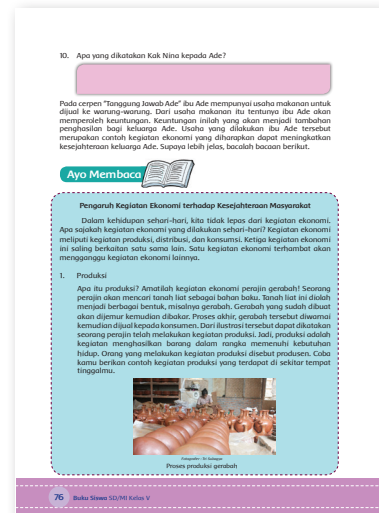 10. Apa yang dikatakan Kak Nina kepada Ade?
Pada cerpen "Tanggung Jawab Ade" ibu Ade mempunyai usaha makanan untuk
dijual ke warung-warung. Dari usaha makanan itu tentunya ibu Ade akan
memperoleh keuntungan. Keuntungan inilah yang akan menjadi tambahan
penghasilan bagi keluarga Ade. Usaha yang dilakukan ibu Ade tersebut
merupakan contoh kegiatan ekonomi yang diharapkan dapat meningkatkan
kesejahteraan keluarga Ade. Supaya lebih jelas, bacalah bacaan berikut.
Ayo Membaca
Pengaruh Kegiatan Ekonomi terhadap Kesejahteraan Masyarakat
Dalam kehidupan sehari-hari, kita tidak lepas dari kegiatan ekonomi.
Apa sajakah kegiatan ekonomi yang dilakukan sehari-hari? Kegiatan ekonomi
meliputi kegiatan produksi, distribusi, dan konsumsi. Ketiga kegiatan ekonomi
ini saling berkaitan satu sama lain. Satu kegiatan ekonomi terhambat akan
mengganggu kegiatan ekonomi lainnya.
1. Produksi
Apa itu produksi? Amatilah kegiatan ekonomi perajin gerabah! Seorang
perajin akan mencari tanah liat sebagai bahan baku. Tanah liat ini diolah
menjadi berbagai bentuk, misalnya gerabah. Gerabah yang sudah dibuat
akan dijemur kemudian dibakar. Proses akhir, gerabah tersebut diwarnai
kemudian dijual kepada konsumen. Dari ilustrasi tersebut dapat dikatakan
seorang perajin telah melakukan kegiatan produksi. Jadi, produksi adalah
kegiatan menghasilkan barang dalam rangka memenuhi kebutuhan
hidup. Orang yang melakukan kegiatan produksi disebut produsen. Coba
kamu berikan contoh kegiatan produksi yang terdapat di sekitar tempat
tinggalmu.
Proses produksi gerabah
76 Buku Siswa SD/MI Kelas V